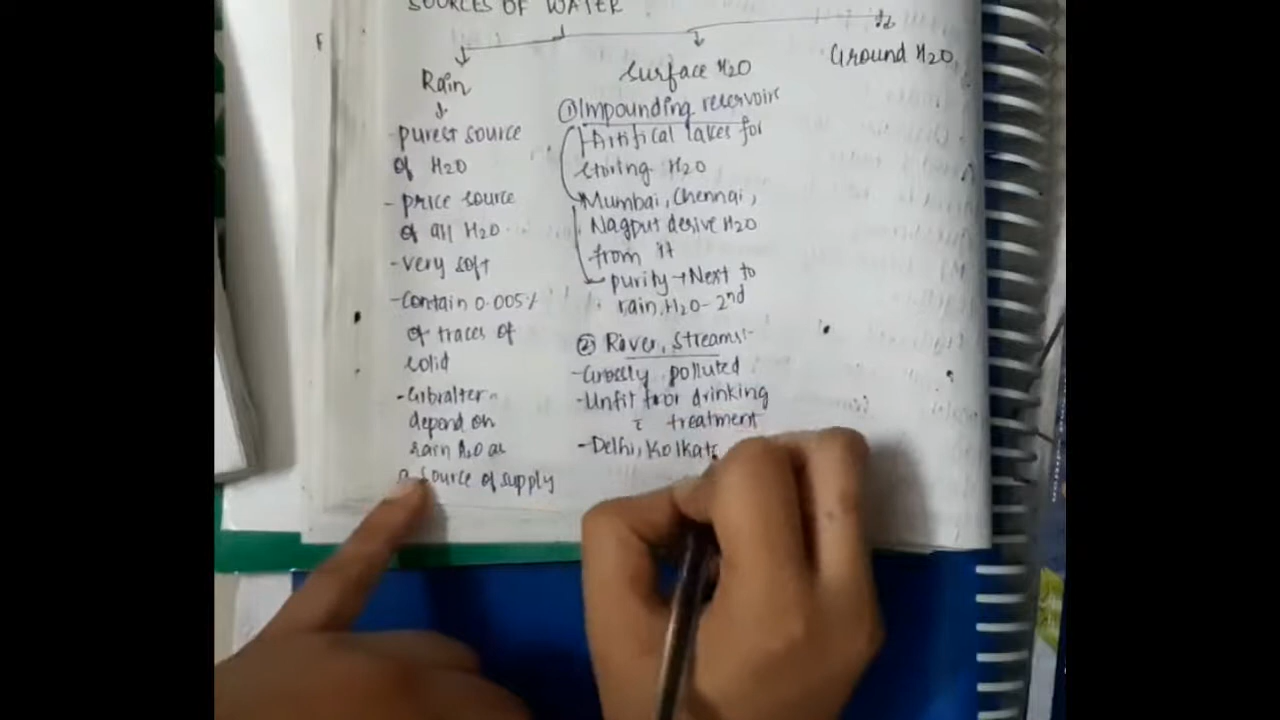 SOURCES OF WATER
Rain
-purest source
of H2O
- price source
of all H2O
-very soft
-Contain 0.005%
of traces of
solid
-Gibralter
depend on
rain H2O as
a source of supply
Surface H2O
① Impounding reservoirs
Aitifical lakes for
storing H2O
Mumbai, Chennai,
Nagput derive H2O
from it
purity → Next to
rain H2O - 2nd
② River, Streams:-
-Grossly polluted
-Unfit for drinking
treatment
-Delhi, Kolkata
Ground H2O